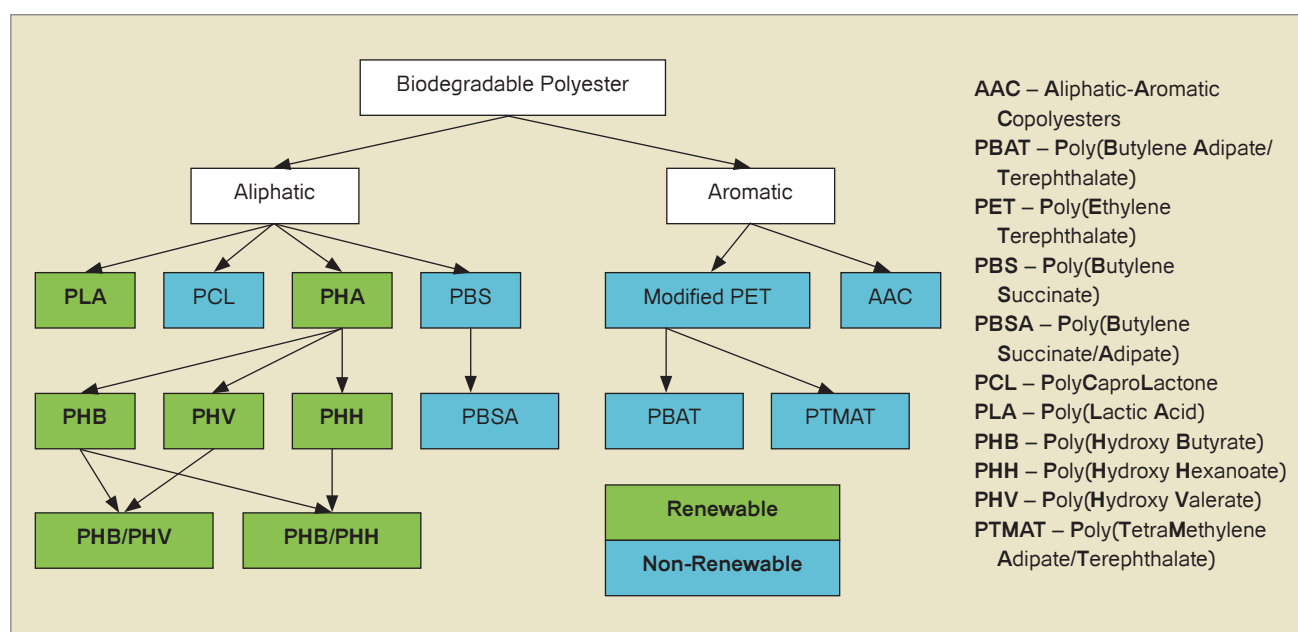 Biodegradable Polyester
Aliphatic
Aromatic
PLA
PCL
PHA
PBS
Modified PET
AAC
PHB
PHV
PHH
PBSA
PBAT
PTMAT
PHB/PHV
PHB/PHH
Renewable
Non-Renewable
AAC – Aliphatic-Aromatic
Copolyesters
PBAT – Poly(Butylene Adipate/
Terephthalate)
PET – Poly(Ethylene
Terephthalate)
PBS – Poly(Butylene
Succinate)
PBSA – Poly(Butylene
Succinate/Adipate)
PCL – PolyCaproLactone
PLA – Poly(Lactic Acid)
PHB – Poly(Hydroxy Butyrate)
PHH – Poly(Hydroxy Hexanoate)
PHV – Poly(Hydroxy Valerate)
PTMAT – Poly(TetraMethylene
Adipate/Terephthalate)